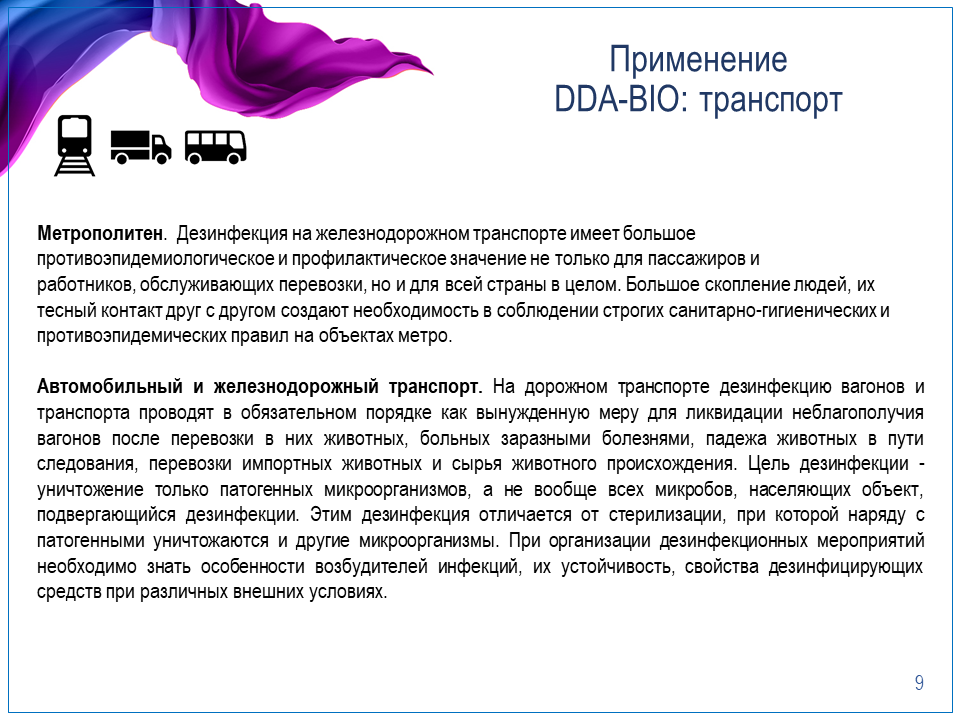 Применение
DDA-BIO: транспорт
Метрополитен. Дезинфекция на железнодорожном транспорте имеет большое
противоэпидемиологическое и профилактическое значение не только для пассажиров и
работников, обслуживающих перевозки, но и для всей страны в целом. Большое скопление людей, их
тесный контакт друг с другом создают необходимость в соблюдении строгих санитарно-гигиенических и
противоэпидемических правил на объектах метро.
Автомобильный и железнодорожный транспорт. На дорожном транспорте дезинфекцию вагонов и
транспорта проводят в обязательном порядке как вынужденную меру для ликвидации неблагополучия
вагонов после перевозки в них животных, больных заразными болезнями, падежа животных в пути
следования, перевозки импортных животных и сырья животного происхождения. Цель дезинфекции -
уничтожение только патогенных микроорганизмов, а не вообще всех микробов, населяющих объект,
подвергающийся дезинфекции. Этим дезинфекция отличается от стерилизации, при которой наряду с
патогенными уничтожаются и другие микроорганизмы. При организации дезинфекционных мероприятий
необходимо знать особенности возбудителей инфекций, их устойчивость, свойства дезинфицирующих
средств при различных внешних условиях.
9